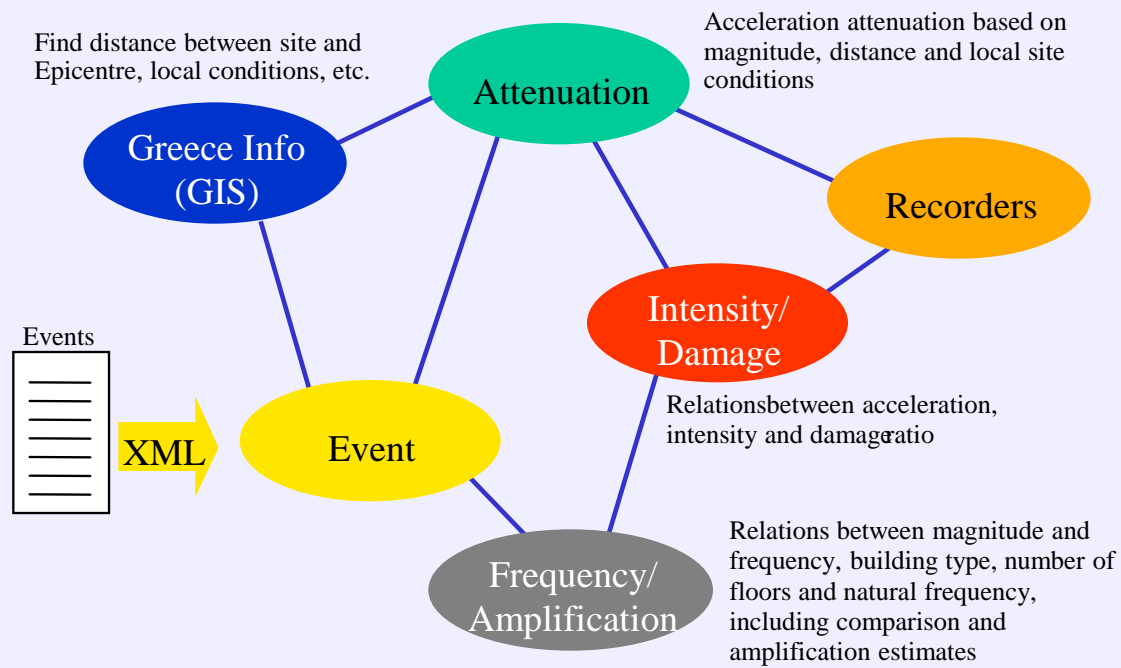 Find distance between site and
Epicentre, local conditions, etc.
Acceleration attenuation based on
magnitude, distance and local site
conditions
Attenuation
Greece Info
(GIS)
Recorders
Intensity/
Damage
Relationsbetween acceleration,
intensity and damageratio
Events
XML
Event
Frequency/
Amplification
Relations between magnitude and
frequency, building type, number of
floors and natural frequency,
including comparison and
amplification estimates